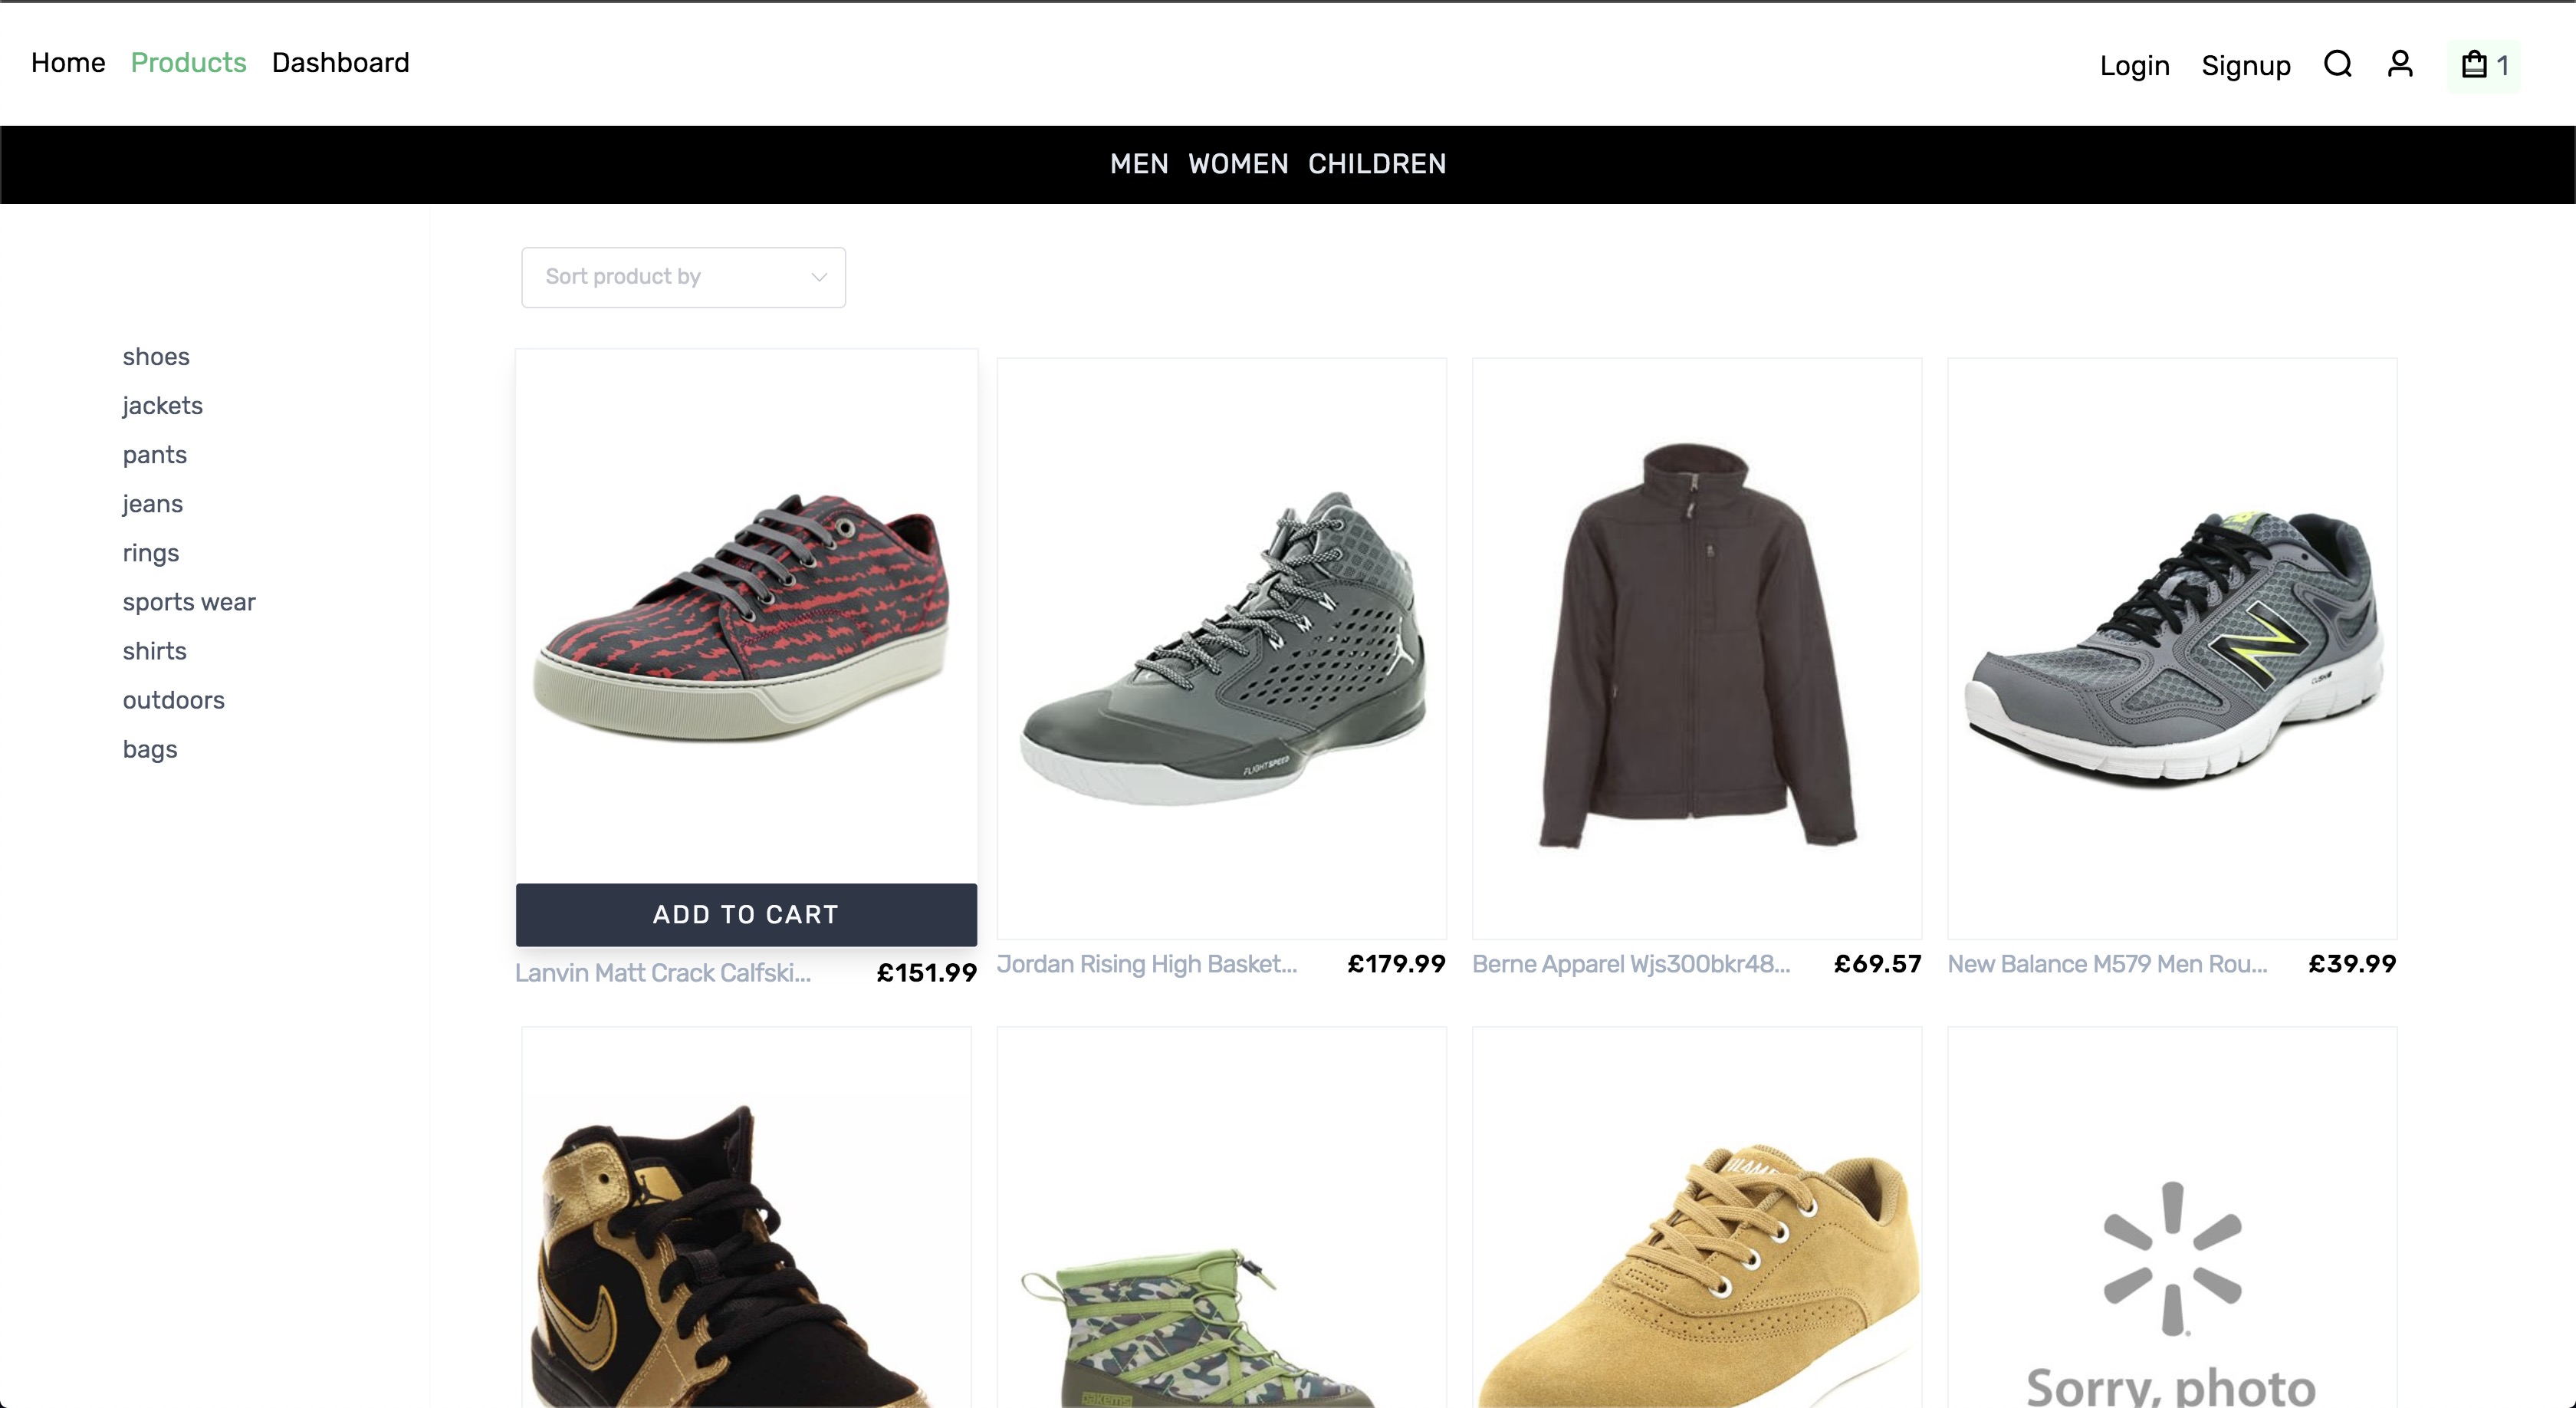 Home Products Dashboard
Login Signup 1
MEN WOMEN CHILDREN
Sort product by
shoes
jackets
pants
jeans
rings
sports wear
shirts
outdoors
bags
FLIGHTSPEED
ADD TO CART
Lanvin Matt Crack Calfski... £151.99
Jordan Rising High Basket... £179.99
Berne Apparel Wjs300bkr48... £69.57
New Balance M579 Men Rou... £39.99
pakems
Sorry, photo